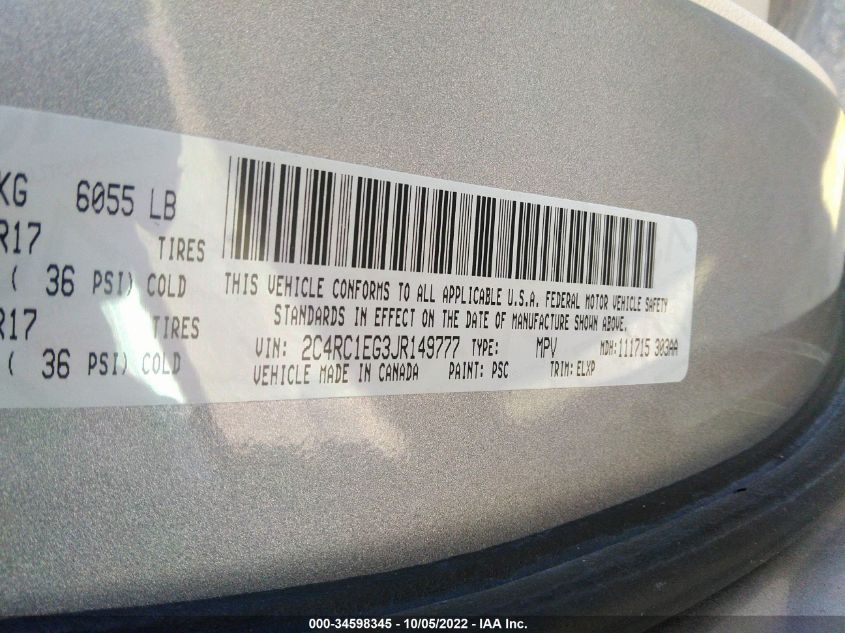 KG 6055 LB
R17 TIRES
( 36 PSI) COLD
R17 TIRES
( 36 PSI) COLD
THIS VEHICLE CONFORMS TO ALL APPLICABLE U.S.A. FEDERAL MOTOR VEHICLE SAFETY
STANDARDS IN EFFECT ON THE DATE OF MANUFACTURE SHOWN ABOVE.
VIN: 2C4RC1EG3JR149777 TYPE: MPV MDH: 111715 303AA
VEHICLE MADE IN CANADA PAINT: PSC TRIM: ELXP
000-34598345 - 10/05/2022 - IAA Inc.